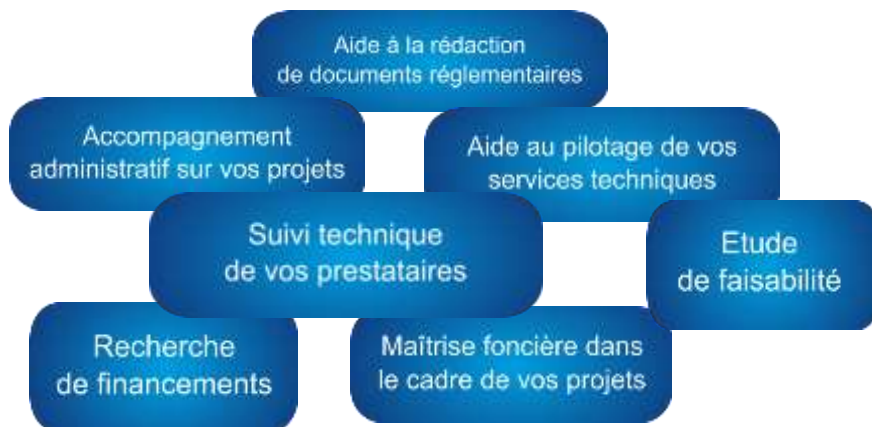 Aide à la rédaction
de documents réglementaires
Accompagnement
administratif sur vos projets
Aide au pilotage de vos
services techniques
Suivi technique
de vos prestataires
Etude
de faisabilité
Recherche
de financements
Maîtrise foncière dans
le cadre de vos projets